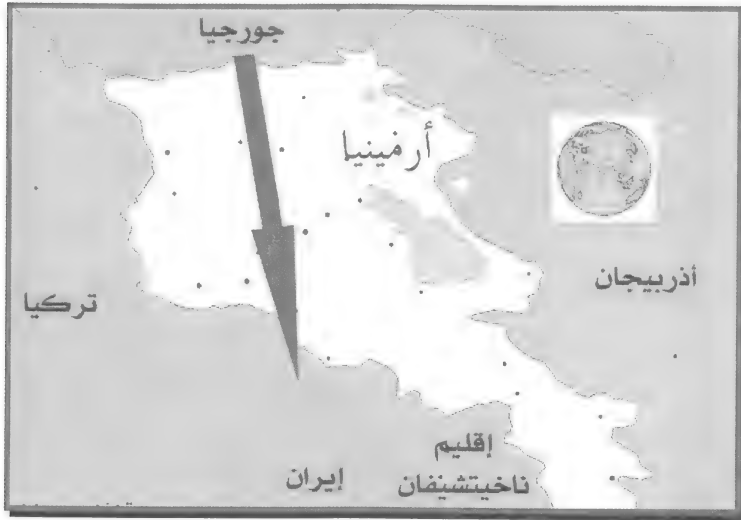 جورجيا
أرمينيا
أذربيجان
تركيا
إقليم
ناخيتشيفان
إيران